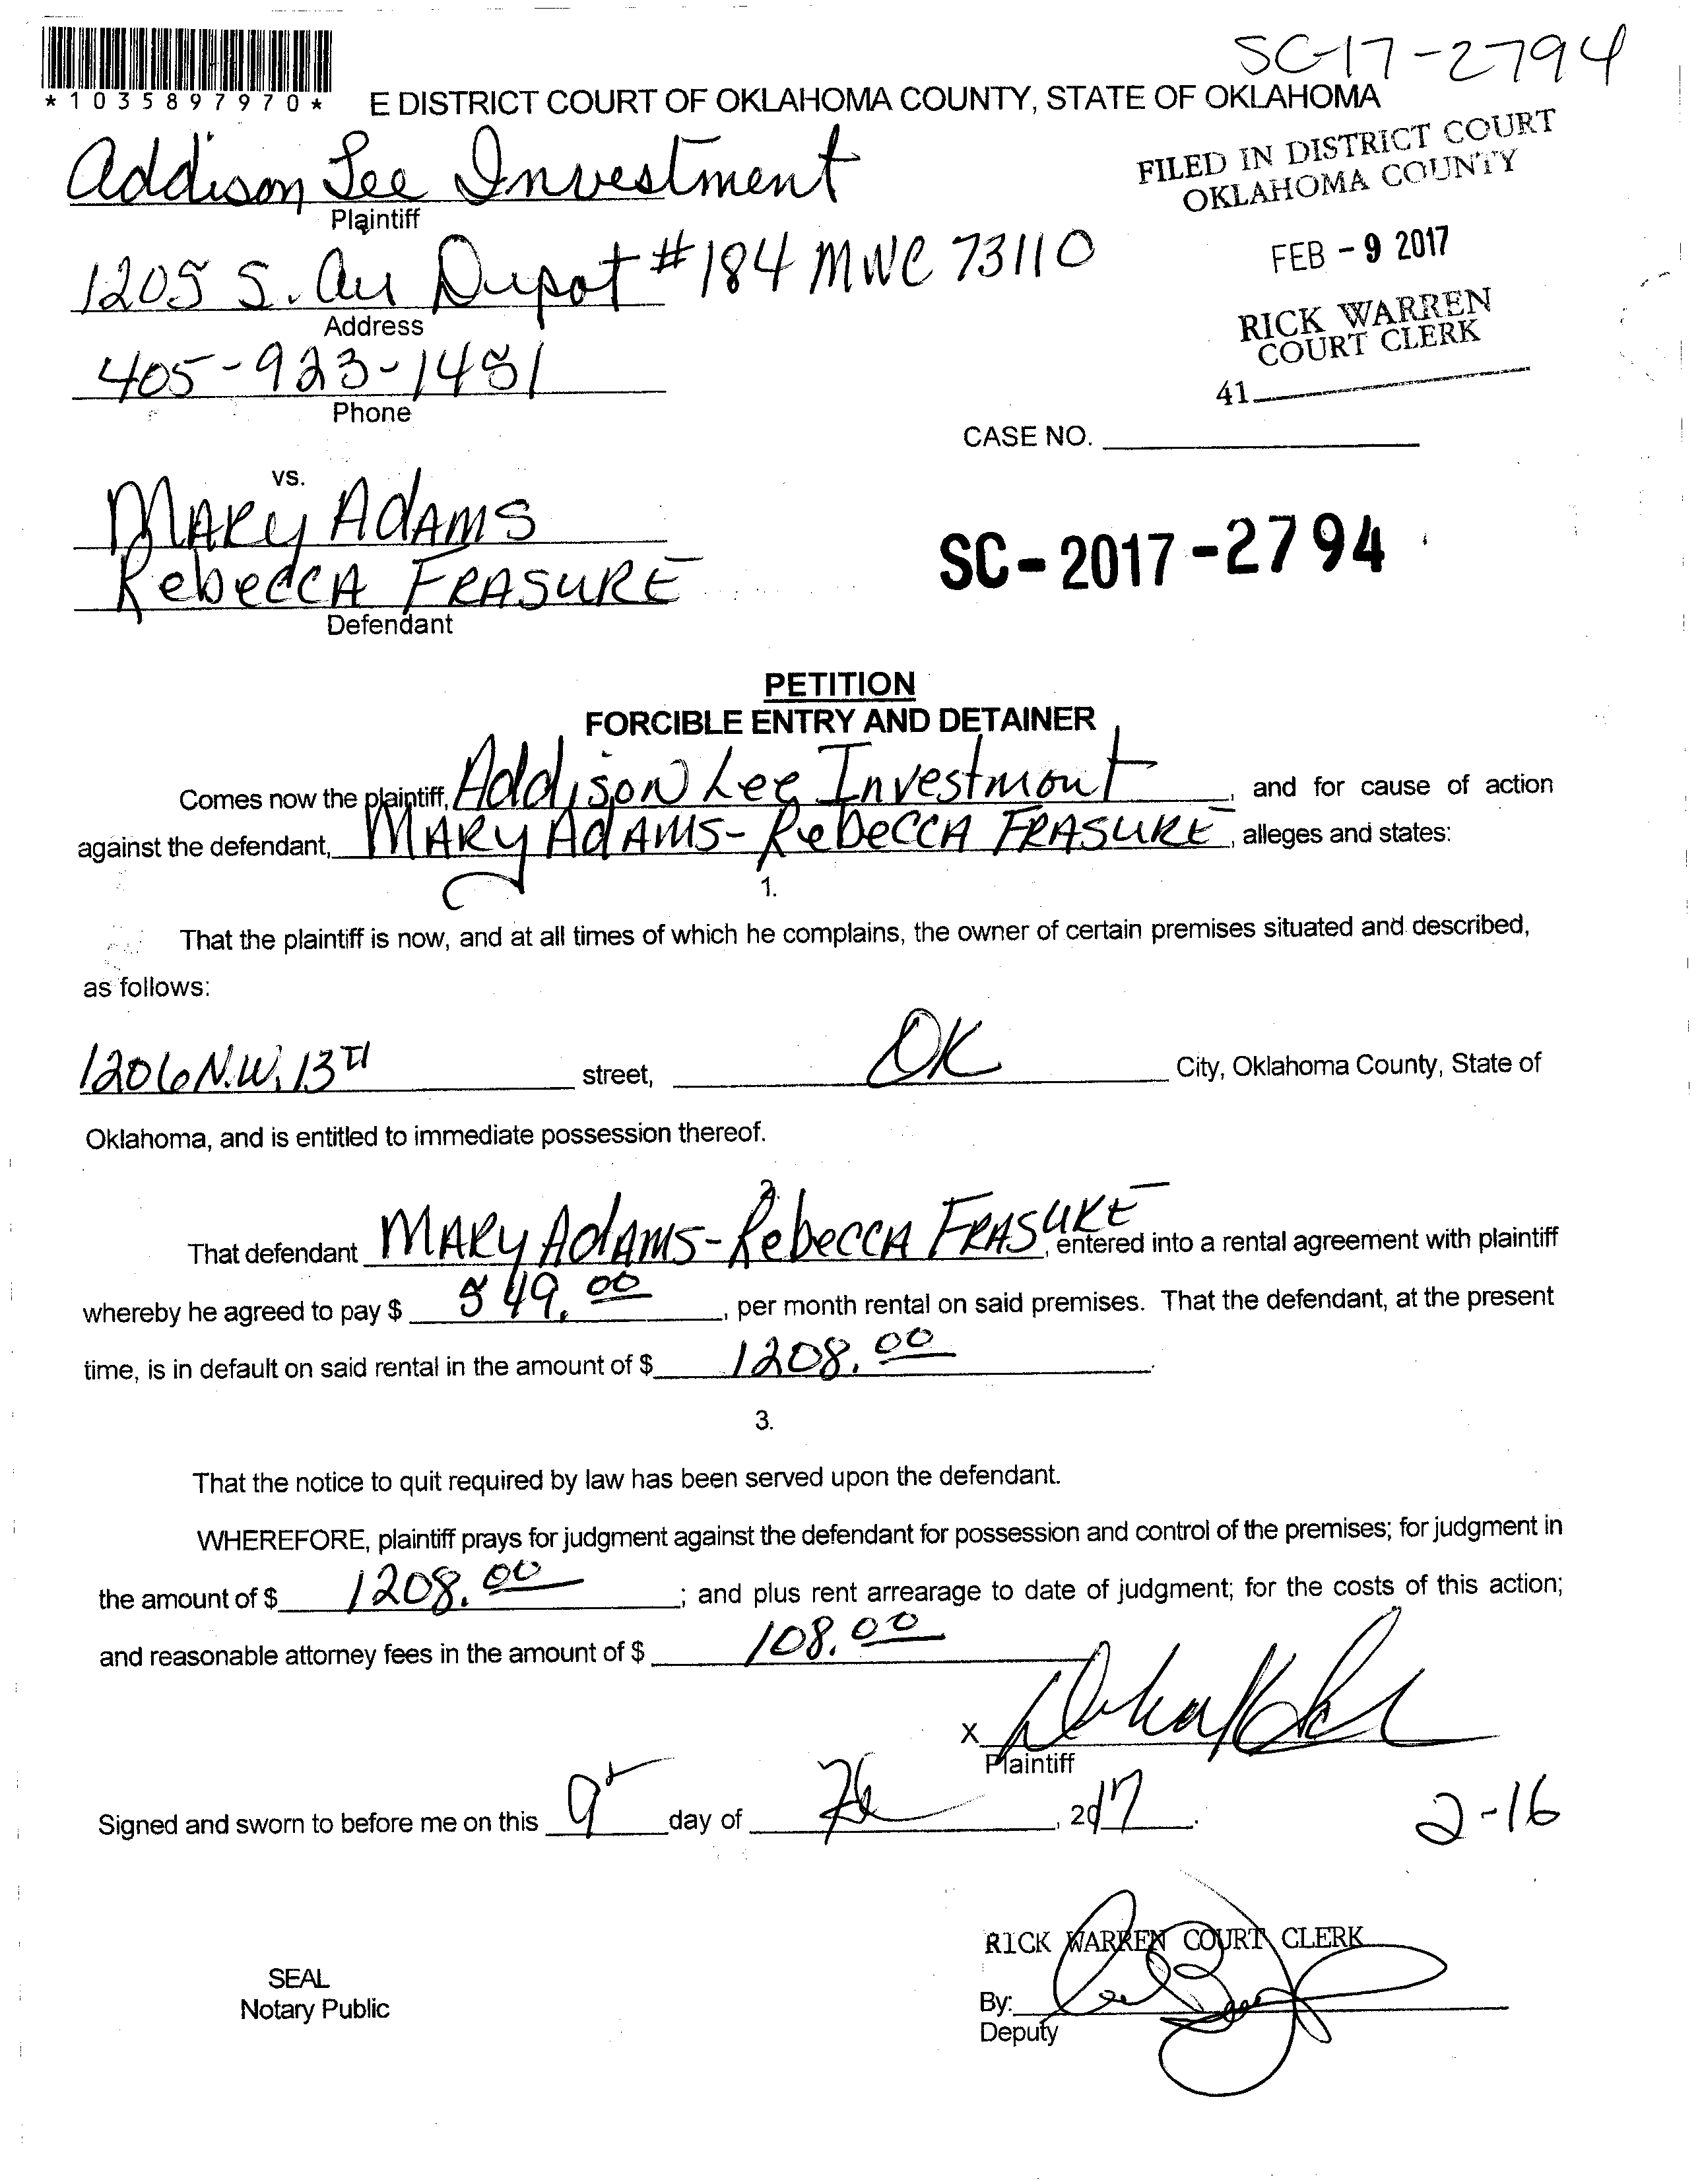 SC-17-2794
*1035897970*
E DISTRICT COURT OF OKLAHOMA COUNTY, STATE OF OKLAHOMA
FILED IN DISTRICT COURT
OKLAHOMA COUNTY
Addison Lee Investment
Plaintiff
FEB - 9 2017
1205 S. Air Depot #184 MWC 73110
Address
RICK WARREN
COURT CLERK
405-923-1481
Phone
41
CASE NO.
vs.
MARY AdAMS
RebeccA FRASURE
Defendant
SC-2017-2794
PETITION
FORCIBLE ENTRY AND DETAINER
Comes now the plaintiff, Addison Lee Investment, and for cause of action
against the defendant, MARY AdAMS-RebeccA FRASURE, alleges and states:
1.
That the plaintiff is now, and at all times of which he complains, the owner of certain premises situated and described,
as follows:
1206 N.W. 13TH street, OK City, Oklahoma County, State of
Oklahoma, and is entitled to immediate possession thereof.
2.
That defendant MARY AdAMS-RebeccA FRASURE, entered into a rental agreement with plaintiff
whereby he agreed to pay $ 549.00, per month rental on said premises. That the defendant, at the present
time, is in default on said rental in the amount of $ 1208.00.
3.
That the notice to quit required by law has been served upon the defendant.
WHEREFORE, plaintiff prays for judgment against the defendant for possession and control of the premises; for judgment in
the amount of $ 1208.00; and plus rent arrearage to date of judgment; for the costs of this action;
and reasonable attorney fees in the amount of $ 108.00
X
Plaintiff
Signed and sworn to before me on this 9 day of , 2017.
2-16
RICK WARREN COURT CLERK
SEAL
Notary Public
By:
Deputy